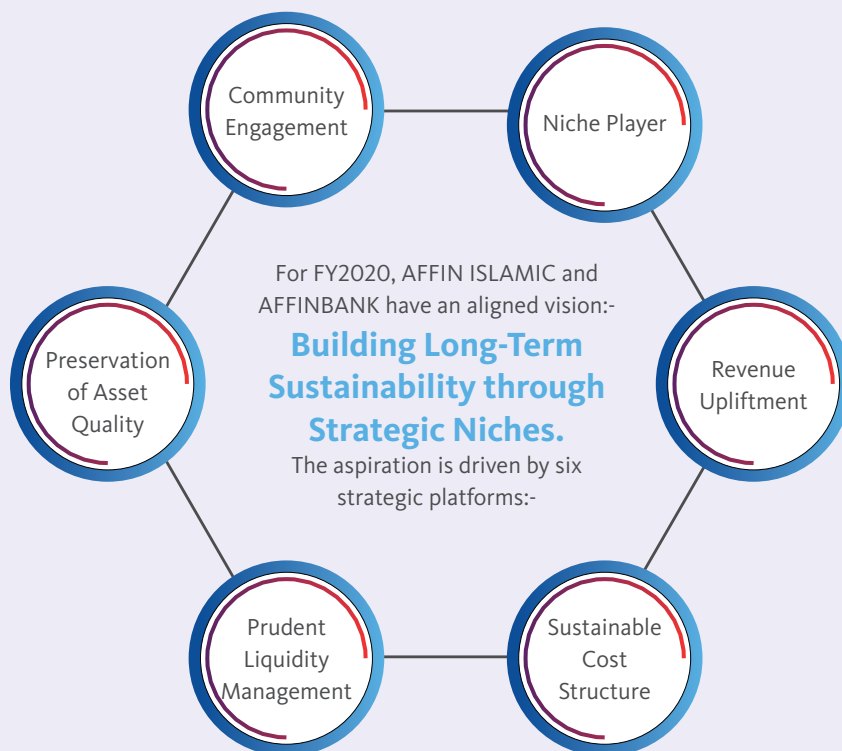 Community
Engagement
Niche Player
For FY2020, AFFIN ISLAMIC and
AFFINBANK have an aligned vision:-
Building Long-Term
Sustainability through
Strategic Niches.
The aspiration is driven by six
strategic platforms:-
Preservation
of Asset
Quality
Revenue
Upliftment
Prudent
Liquidity
Management
Sustainable
Cost
Structure